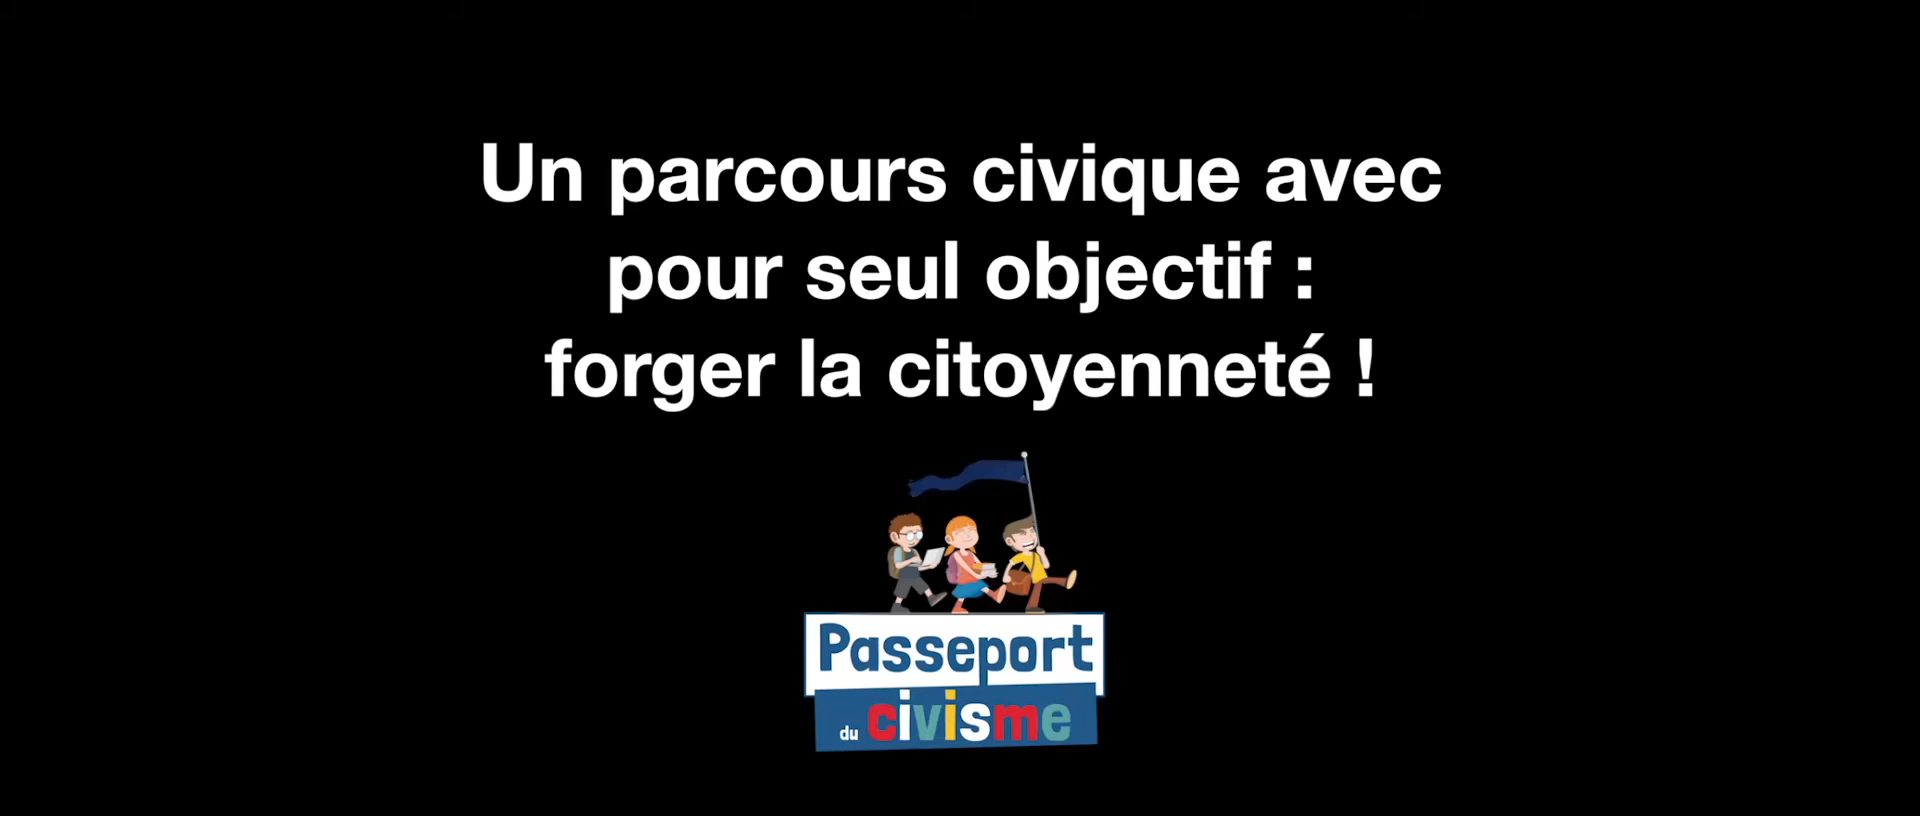 Un parcours civique avec
pour seul objectif :
forger la citoyenneté !
Passeport
du civisme